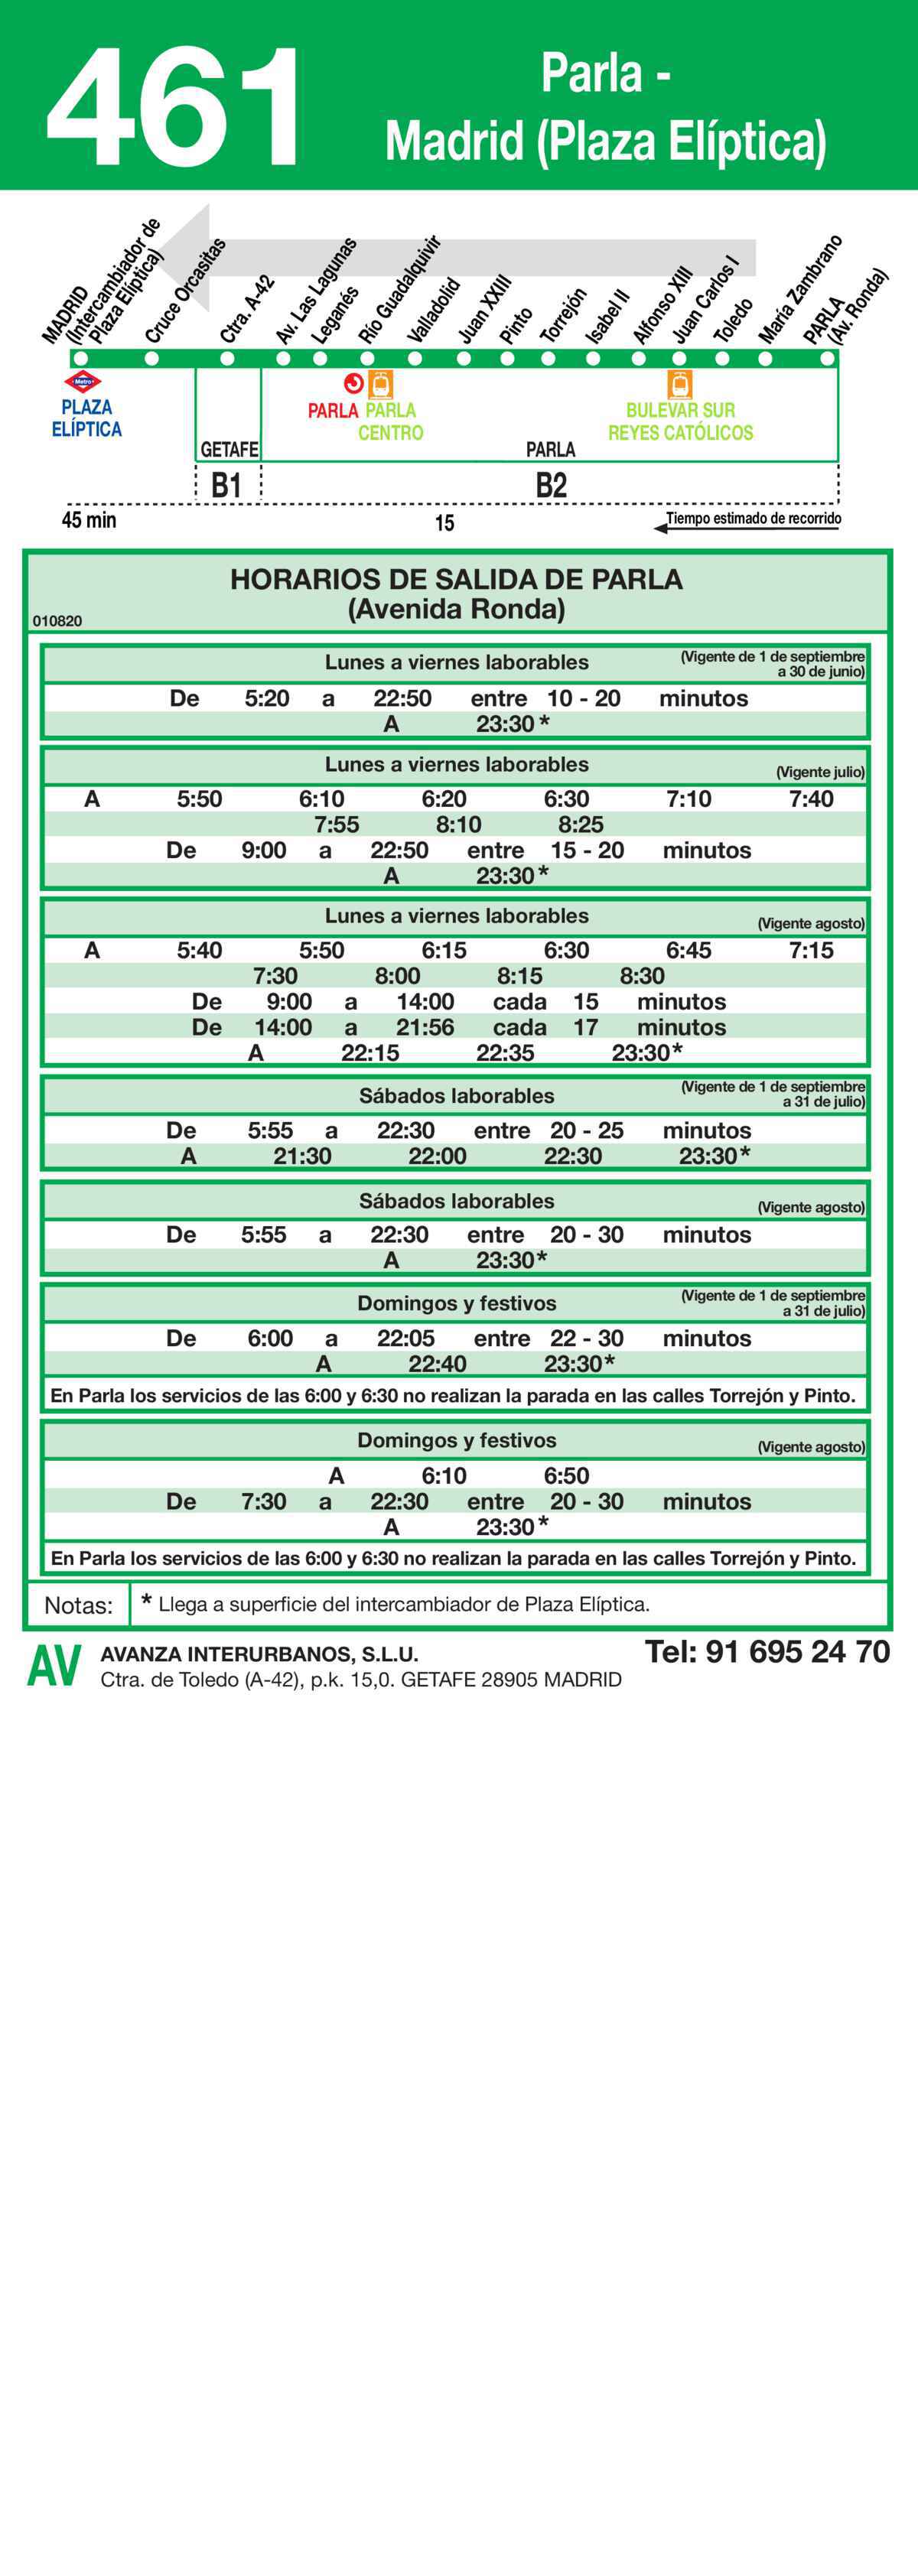 461
Parla -
Madrid (Plaza Elíptica)
MADRID
(Intercambiador de
Plaza Elíptica)
Cruce Orcasitas
Ctra. A-42
Av. Las Lagunas
Leganés
Río Guadalquivir
Valladolid
Juan XXIII
Pinto
Torrejón
Isabel II
Alfonso XIII
Juan Carlos I
Toledo
María Zambrano
PARLA
(Av. Ronda)
Metro
PLAZA
ELÍPTICA
PARLA
PARLA
CENTRO
BULEVAR SUR
REYES CATÓLICOS
GETAFE
PARLA
B1
B2
45 min
15
Tiempo estimado de recorrido
HORARIOS DE SALIDA DE PARLA
(Avenida Ronda)
010820
Lunes a viernes laborables
(Vigente de 1 de septiembre
a 30 de junio)
De 5:20 a 22:50 entre 10 - 20 minutos
A 23:30 *
Lunes a viernes laborables
(Vigente julio)
A 5:50 6:10 6:20 6:30 7:10 7:40
7:55 8:10 8:25
De 9:00 a 22:50 entre 15 - 20 minutos
A 23:30 *
Lunes a viernes laborables
(Vigente agosto)
A 5:40 5:50 6:15 6:30 6:45 7:15
7:30 8:00 8:15 8:30
De 9:00 a 14:00 cada 15 minutos
De 14:00 a 21:56 cada 17 minutos
A 22:15 22:35 23:30*
Sábados laborables
(Vigente de 1 de septiembre
a 31 de julio)
De 5:55 a 22:30 entre 20 - 25 minutos
A 21:30 22:00 22:30 23:30*
Sábados laborables
(Vigente agosto)
De 5:55 a 22:30 entre 20 - 30 minutos
A 23:30*
Domingos y festivos
(Vigente de 1 de septiembre
a 31 de julio)
De 6:00 a 22:05 entre 22 - 30 minutos
A 22:40 23:30*
En Parla los servicios de las 6:00 y 6:30 no realizan la parada en las calles Torrejón y Pinto.
Domingos y festivos
(Vigente agosto)
A 6:10 6:50
De 7:30 a 22:30 entre 20 - 30 minutos
A 23:30 *
En Parla los servicios de las 6:00 y 6:30 no realizan la parada en las calles Torrejón y Pinto.
Notas: * Llega a superficie del intercambiador de Plaza Elíptica.
AV
AVANZA INTERURBANOS, S.L.U.
Ctra. de Toledo (A-42), p.k. 15,0. GETAFE 28905 MADRID
Tel: 91 695 24 70